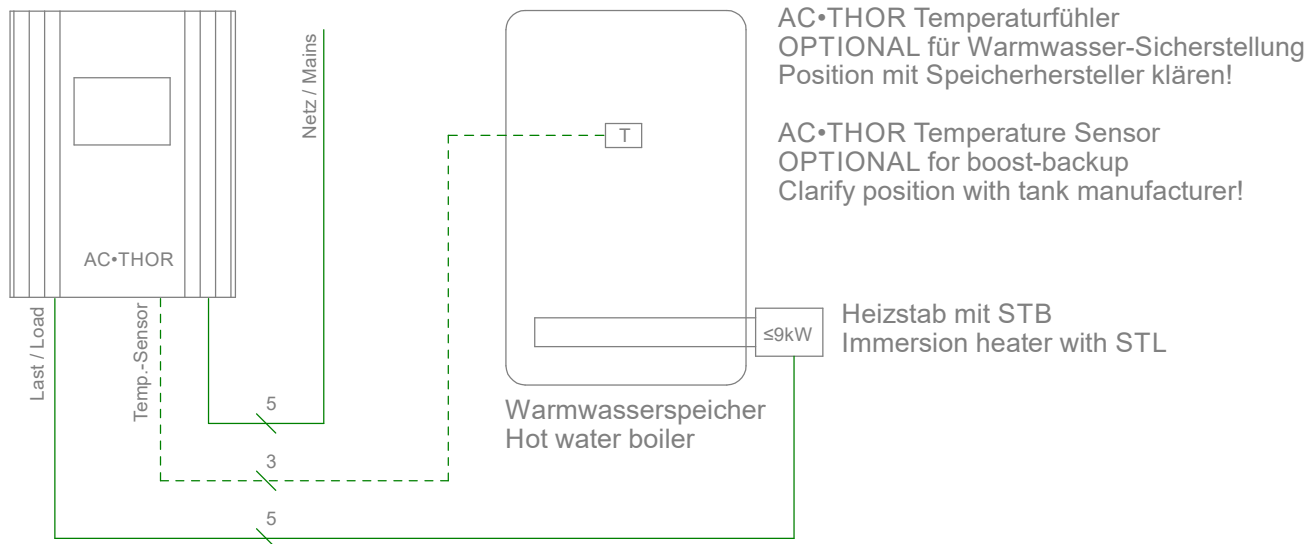 AC•THOR Temperaturfühler
OPTIONAL für Warmwasser-Sicherstellung
Position mit Speicherhersteller klären!
AC•THOR Temperature Sensor
OPTIONAL for boost-backup
Clarify position with tank manufacturer!
Netz / Mains
T
AC•THOR
Last / Load
Temp.-Sensor
≤9kW
Heizstab mit STB
Immersion heater with STL
Warmwasserspeicher
Hot water boiler
5
3
5